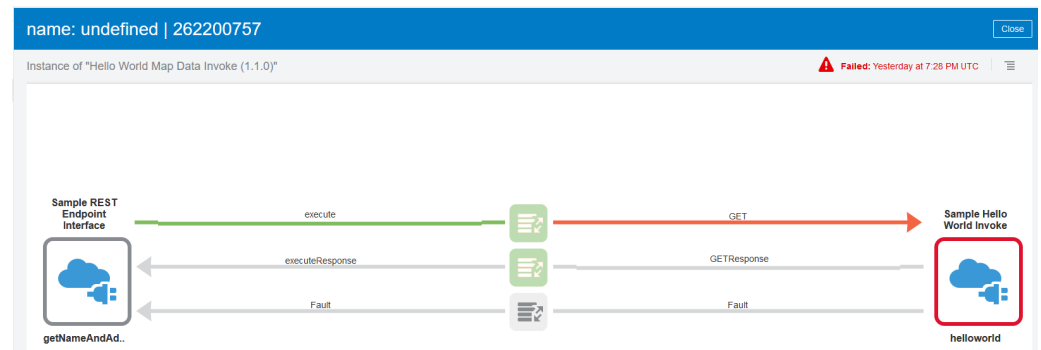 name: undefined | 262200757
Close
Instance of "Hello World Map Data Invoke (1.1.0)"
Failed: Yesterday at 7:28 PM UTC
Sample REST
Endpoint
Interface
execute
GET
Sample Hello
World Invoke
executeResponse
GETResponse
Fault
Fault
getNameAndAd..
helloworld